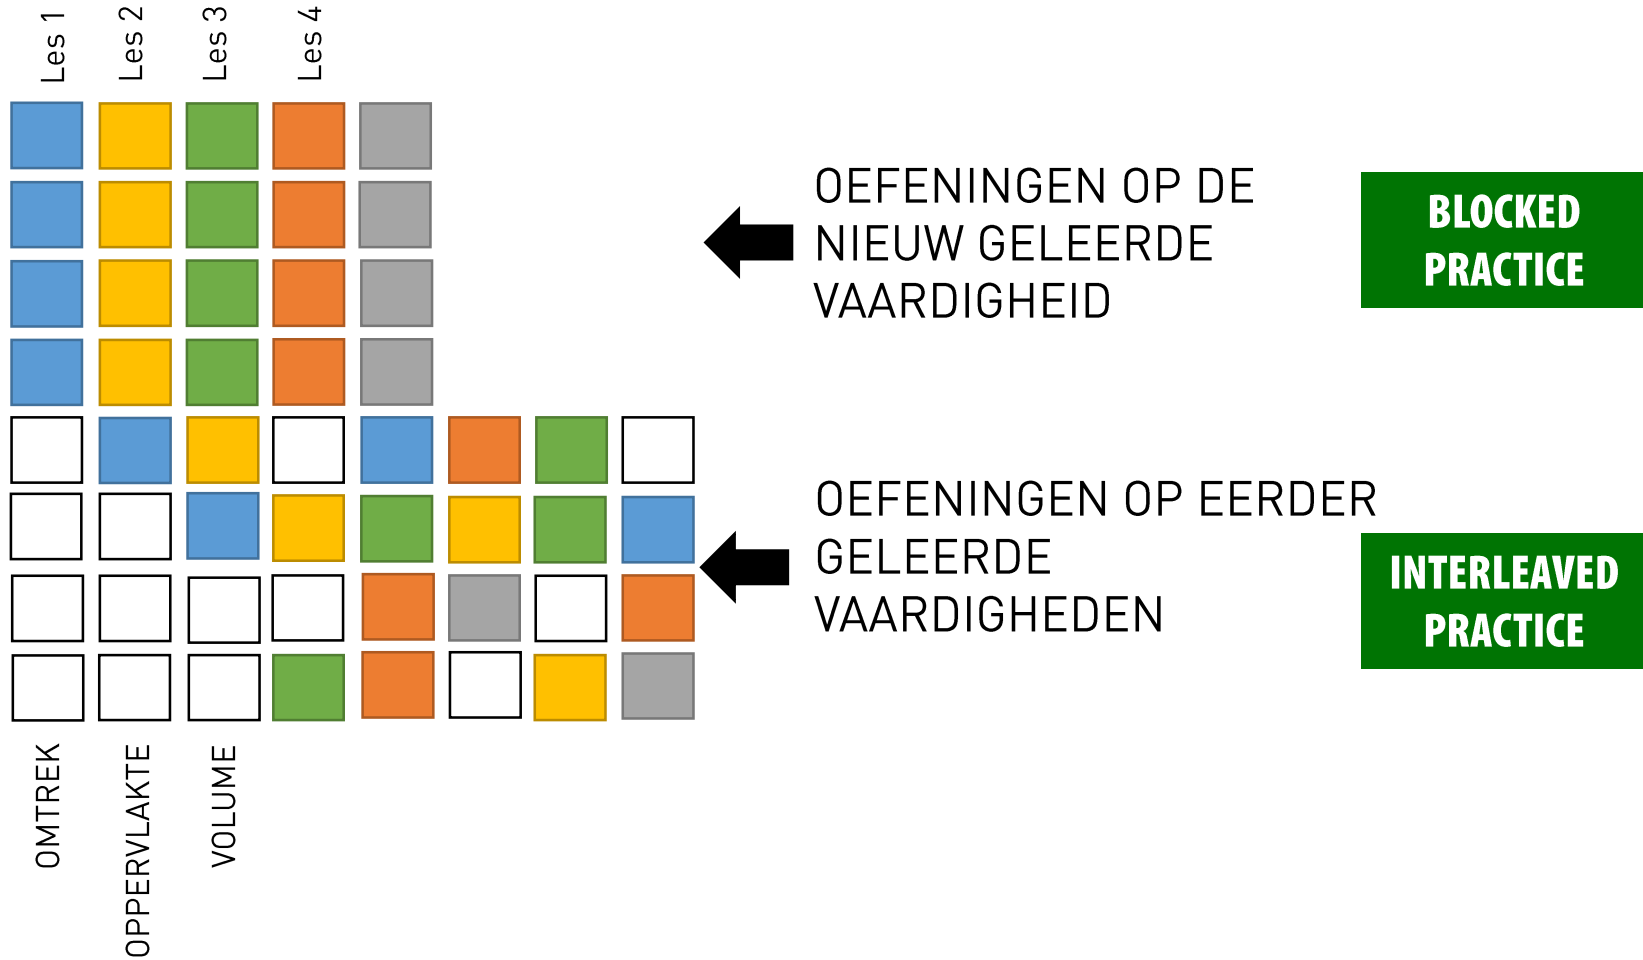 Les 1
Les 2
Les 3
Les 4
OEFENINGEN OP DE
NIEUW GELEERDE
VAARDIGHEID
BLOCKED
PRACTICE
OEFENINGEN OP EERDER
GELEERDE
VAARDIGHEDEN
INTERLEAVED
PRACTICE
OMTREK
OPPERVLAKTE
VOLUME